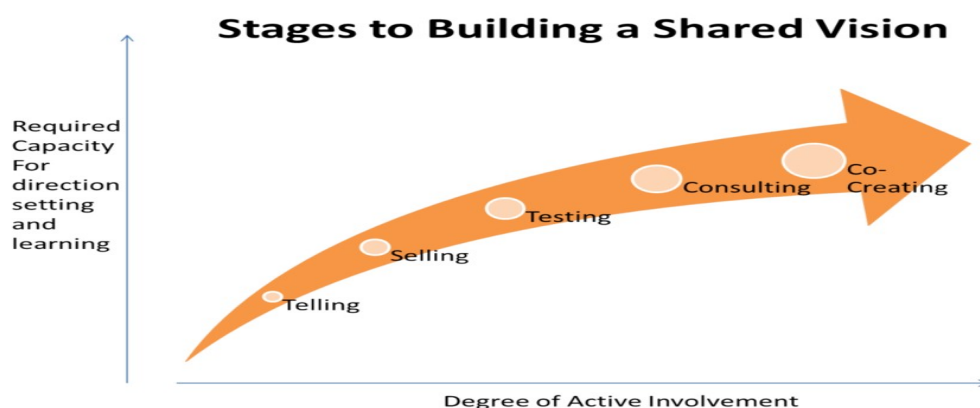 Stages to Building a Shared Vision
Required
Capacity
For
direction
setting
and
learning
Co-
Creating
Consulting
Testing
Selling
Telling
Degree of Active Involvement